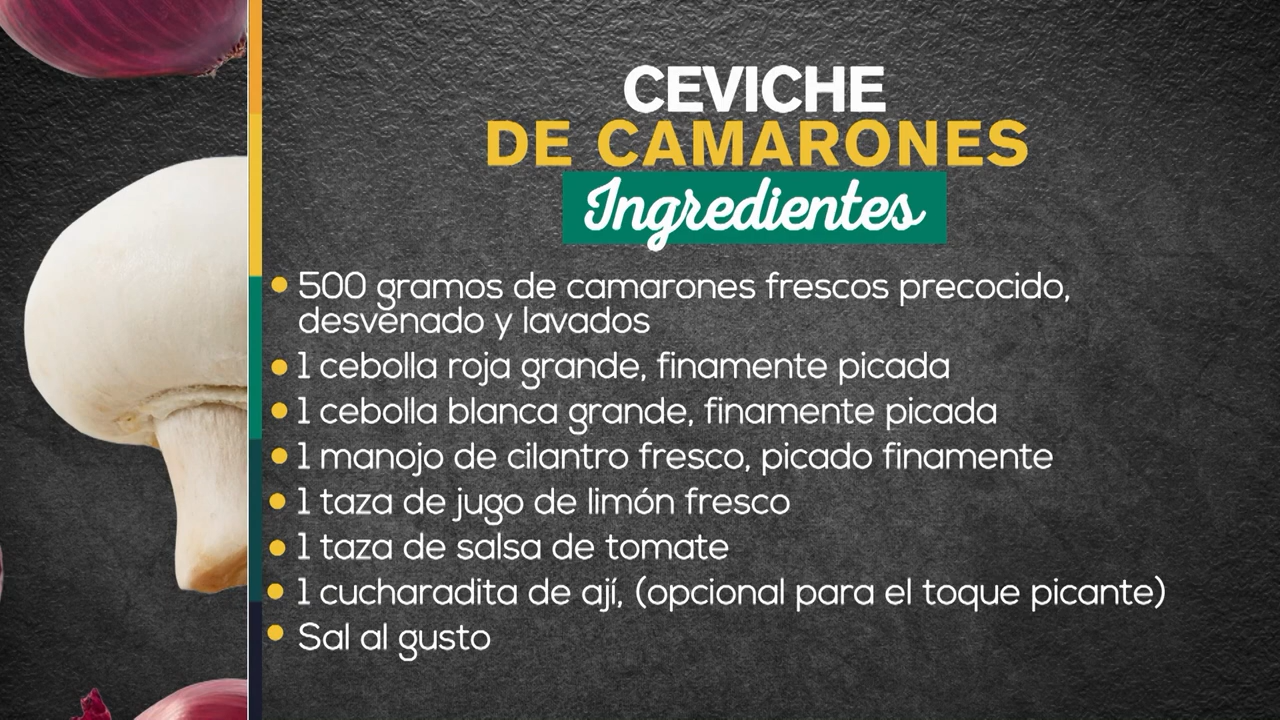 CEVICHE
DE CAMARONES
Ingredientes
500 gramos de camarones frescos precocido,
desvenado y lavados
1 cebolla roja grande, finamente picada
1 cebolla blanca grande, finamente picada
1 manojo de cilantro fresco, picado finamente
1 taza de jugo de limón fresco
1 taza de salsa de tomate
1 cucharadita de ají, (opcional para el toque picante)
Sal al gusto